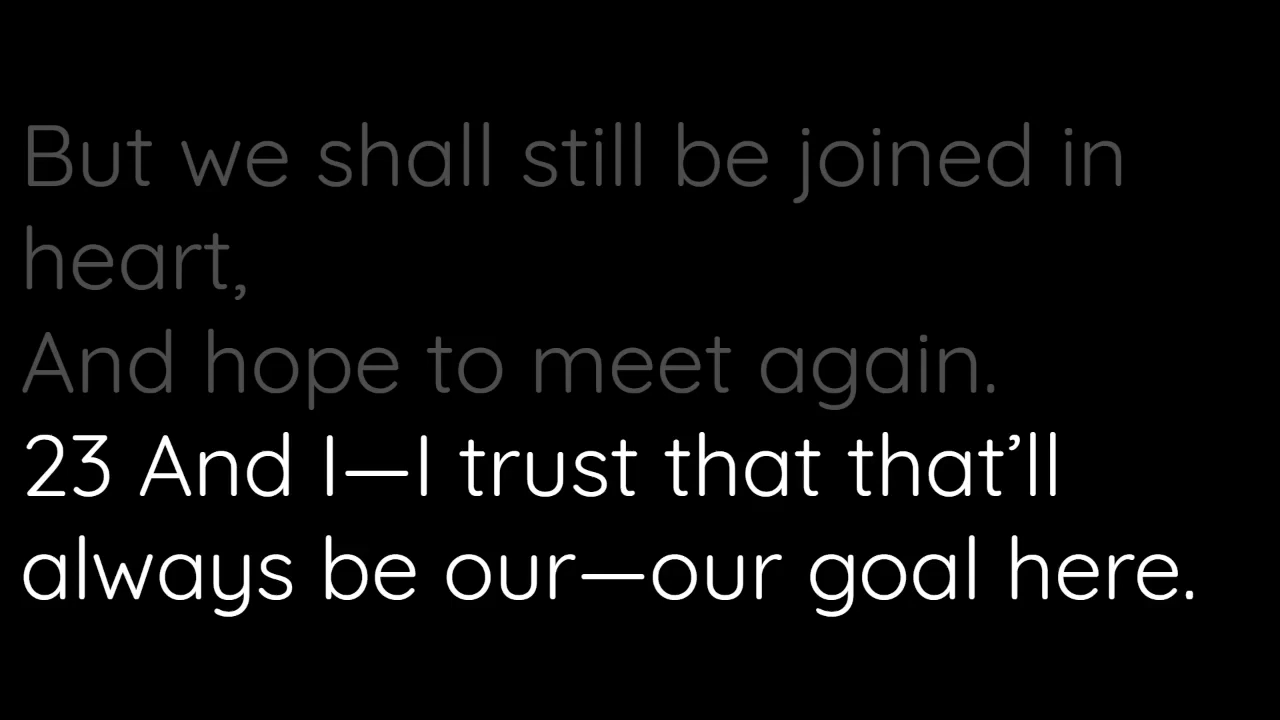 But we shall still be joined in
heart,
And hope to meet again.
23 And I—I trust that that’ll
always be our—our goal here.